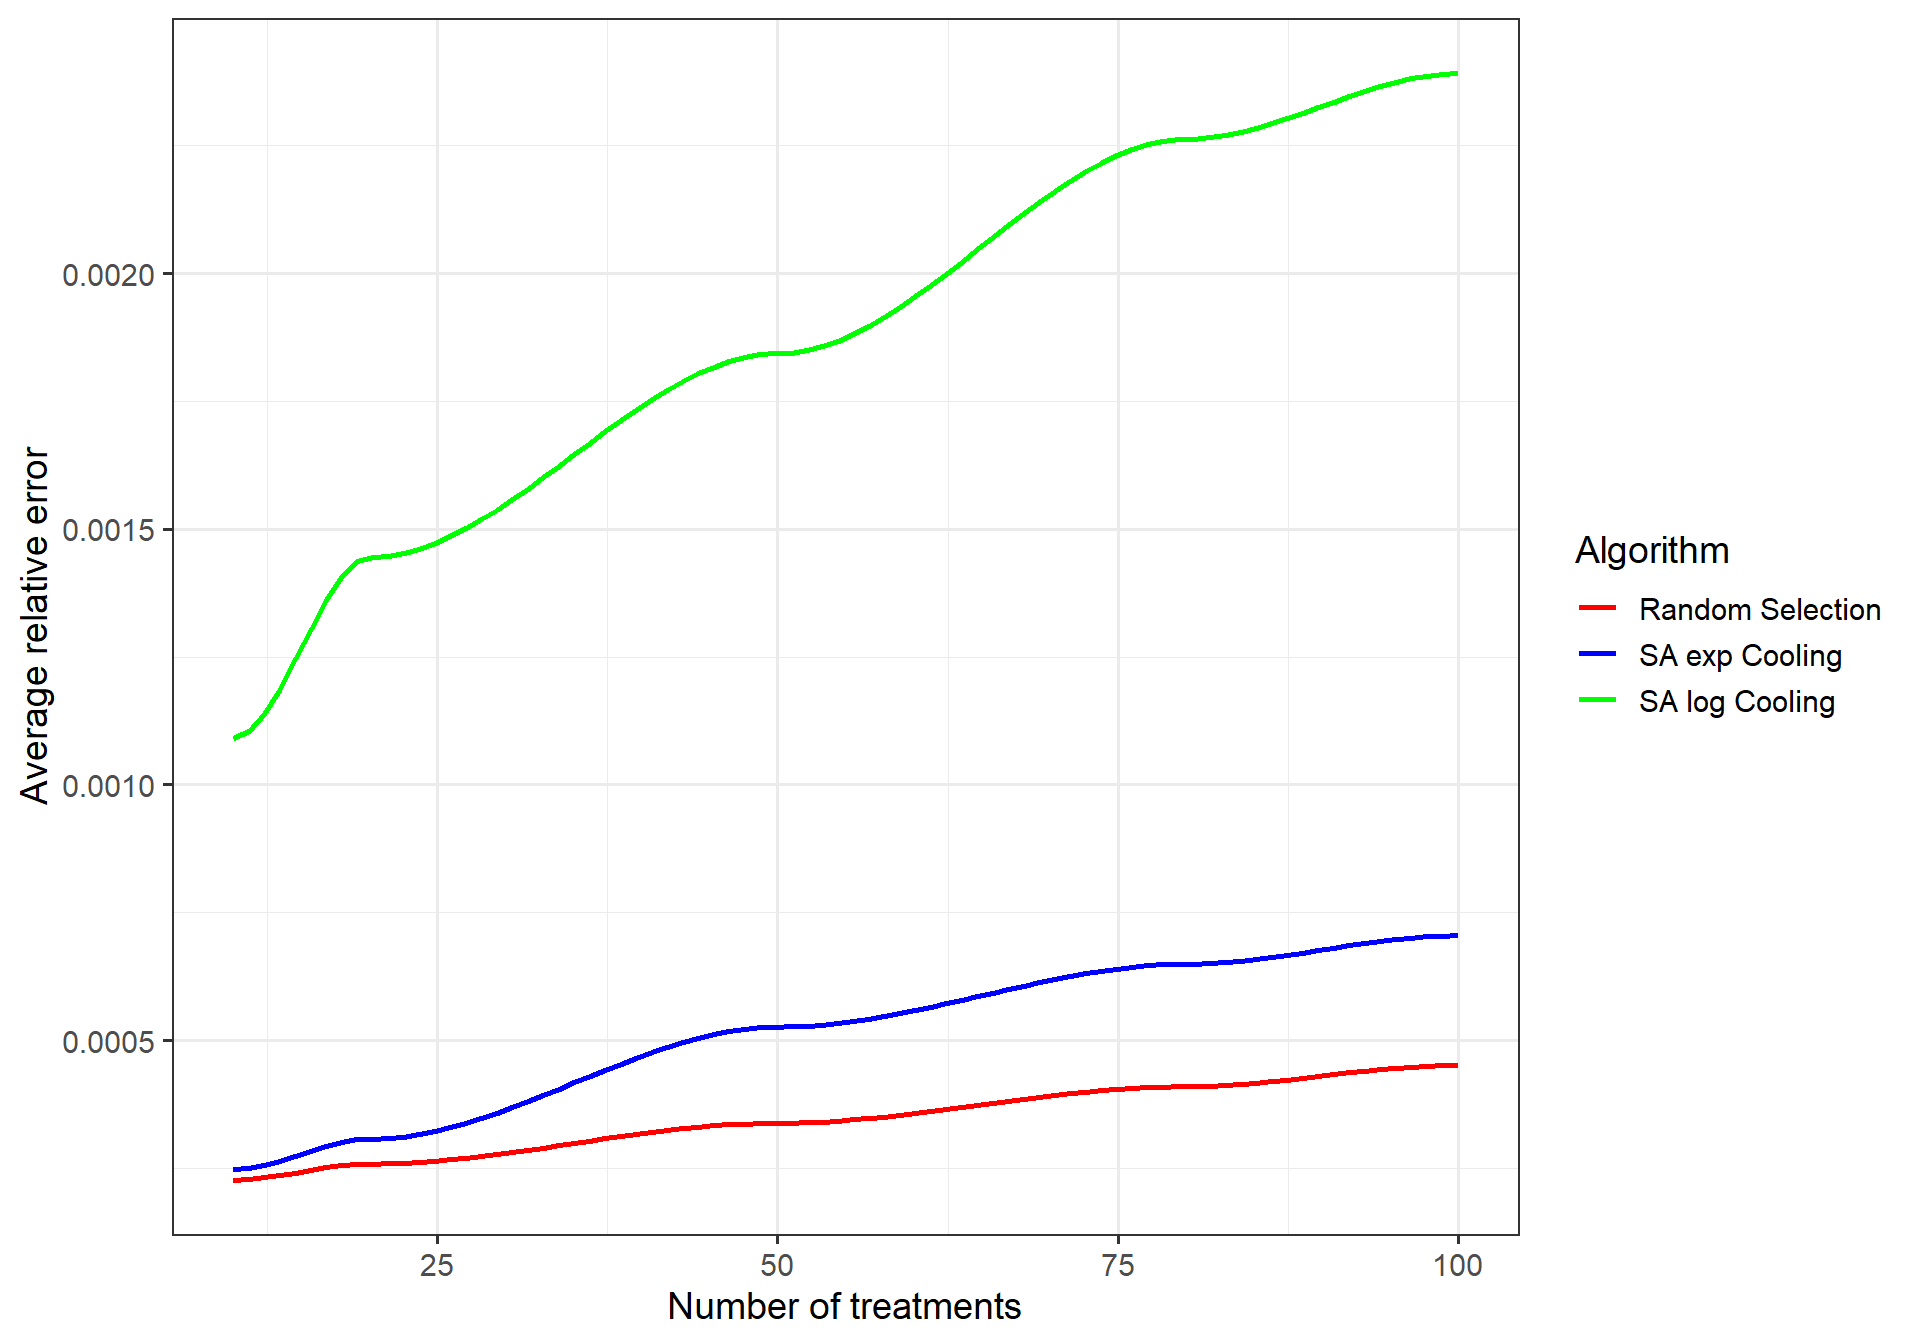 Average relative error
0.0020
0.0015
0.0010
0.0005
25
50
75
100
Number of treatments
Algorithm
Random Selection
SA exp Cooling
SA log Cooling